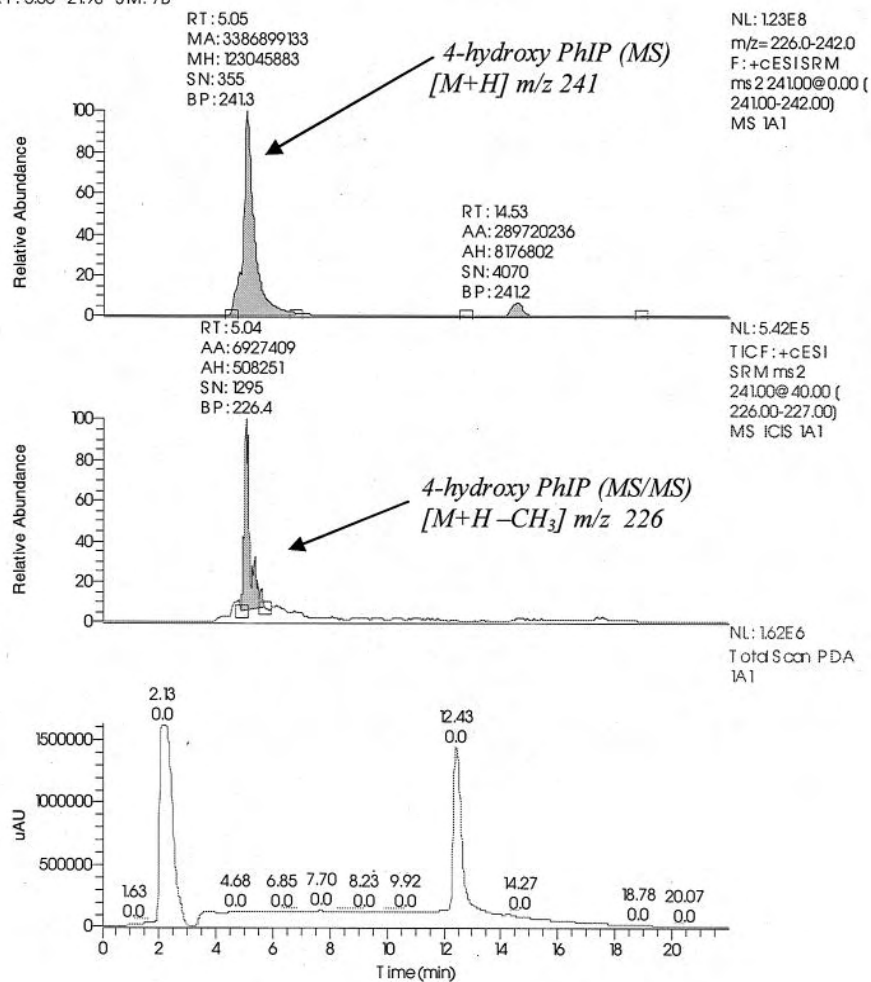 RT: 5.05
MA: 3386899133
MH: 123045883
SN: 355
BP: 241.3
4-hydroxy PhIP (MS)
[M+H] m/z 241
NL: 1.23E8
m/z= 226.0-242.0
F: +c ESI SRM
ms2 241.00@0.00 (
241.00-242.00)
MS 1A1
100
80
60
40
20
0
Relative Abundance
RT: 14.53
AA: 289720236
AH: 8176802
SN: 4070
BP: 241.2
RT: 5.04
AA: 6927409
AH: 508251
SN: 1295
BP: 226.4
4-hydroxy PhIP (MS/MS)
[M+H –CH₃] m/z 226
NL: 5.42E5
TIC F: +c ESI
SRM ms2
241.00@40.00 (
226.00-227.00)
MS ICIS 1A1
100
80
60
40
20
0
Relative Abundance
NL: 1.62E6
Total Scan PDA
1A1
2.13
0.0
12.43
0.0
1500000
1000000
500000
0
uAU
1.63
0.0
4.68
0.0
6.85
0.0
7.70
0.0
8.23
0.0
9.92
0.0
14.27
0.0
18.78
0.0
20.07
0.0
0 2 4 6 8 10 12 14 16 18 20
Time (min)